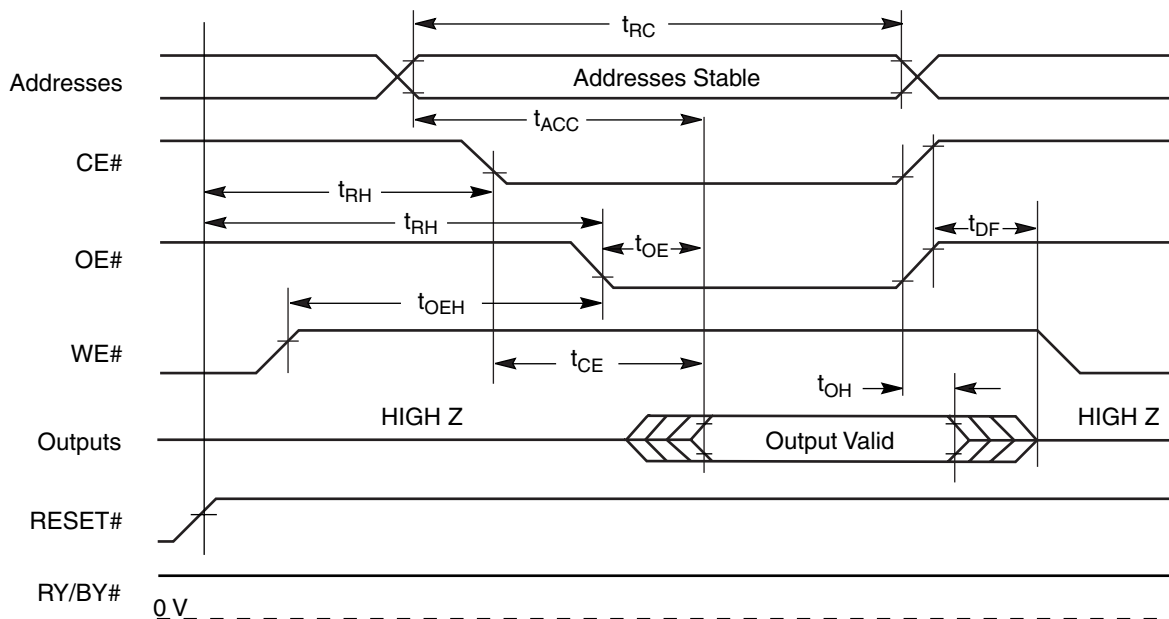 tRC
Addresses
Addresses Stable
tACC
CE#
tRH
tRH
tDF
OE#
tOE
tOEH
WE#
tCE
tOH
HIGH Z
HIGH Z
Outputs
Output Valid
RESET#
RY/BY#
0 V